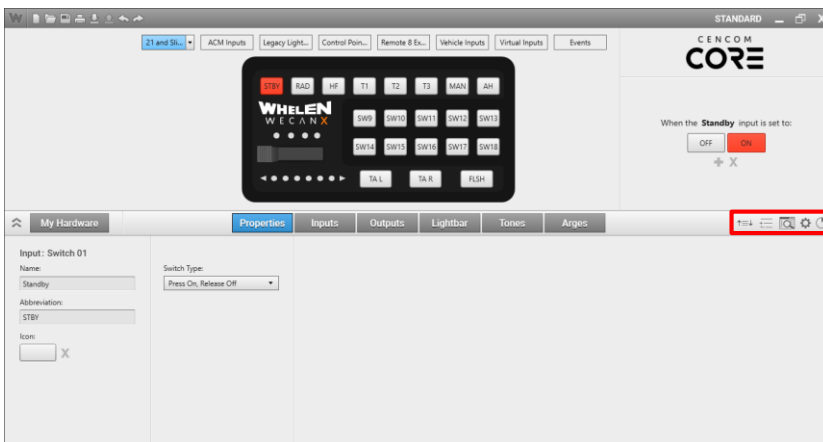 W STANDARD
21 and Sli... ACM Inputs Legacy Light... Control Poin... Remote 8 Ex... Vehicle Inputs Virtual Inputs Events
CENCOM
CORE
STBY RAD HF T1 T2 T3 MAN AH
WHELEN
WECANX
SW9 SW10 SW11 SW12 SW13
SW14 SW15 SW16 SW17 SW18
TA L TA R FLSH
When the Standby input is set to:
OFF ON
My Hardware Properties Inputs Outputs Lightbar Tones Arges
Input: Switch 01
Name:
Standby
Abbreviation:
STBY
Icon:
X
Switch Type:
Press On, Release Off